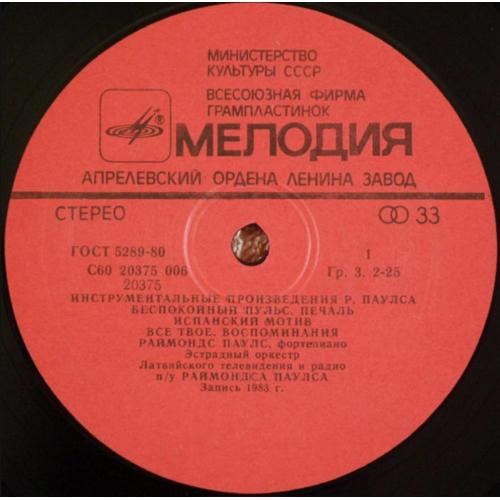 МИНИСТЕРСТВО
КУЛЬТУРЫ СССР
ВСЕСОЮЗНАЯ ФИРМА
ГРАМПЛАСТИНОК
®
МЕЛОДИЯ
АПРЕЛЕВСКИЙ ОРДЕНА ЛЕНИНА ЗАВОД
СТЕРЕО 33
ГОСТ 5289-80 1
С60 20375 006 Гр. 3. 2-25
20375
ИНСТРУМЕНТАЛЬНЫЕ ПРОИЗВЕДЕНИЯ Р. ПАУЛСА
БЕСПОКОЙНЫЙ ПУЛЬС. ПЕЧАЛЬ
ИСПАНСКИЙ МОТИВ
ВСЕ ТВОЕ. ВОСПОМИНАНИЯ
РАЙМОНДС ПАУЛС, фортепиано
Эстрадный оркестр
Латвийского телевидения и радио
п/у РАЙМОНДСА ПАУЛСА
Запись 1983 г.